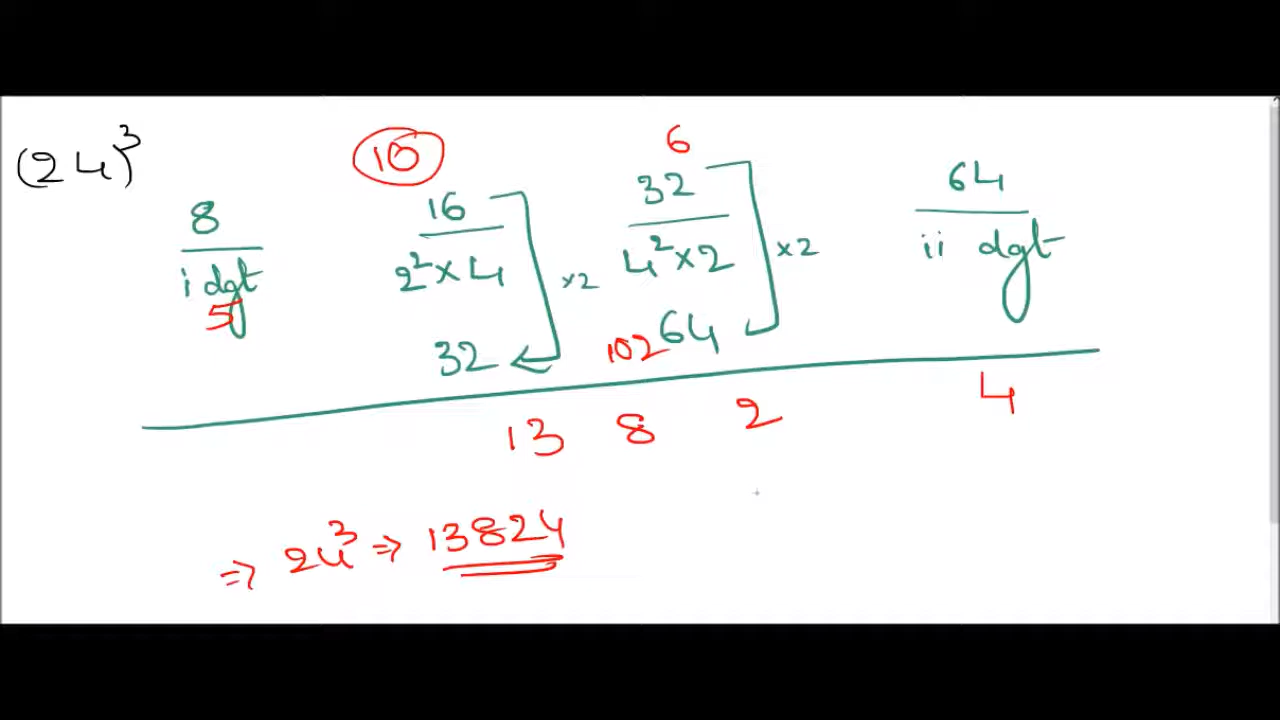 (24)³
10 6
8 16 32 64
i dgt 2² × 4 ×2 4² × 2 ×2 ii dgt
5
32 102 64
13 8 2 4
⇒ 24³ ⇒ 13824